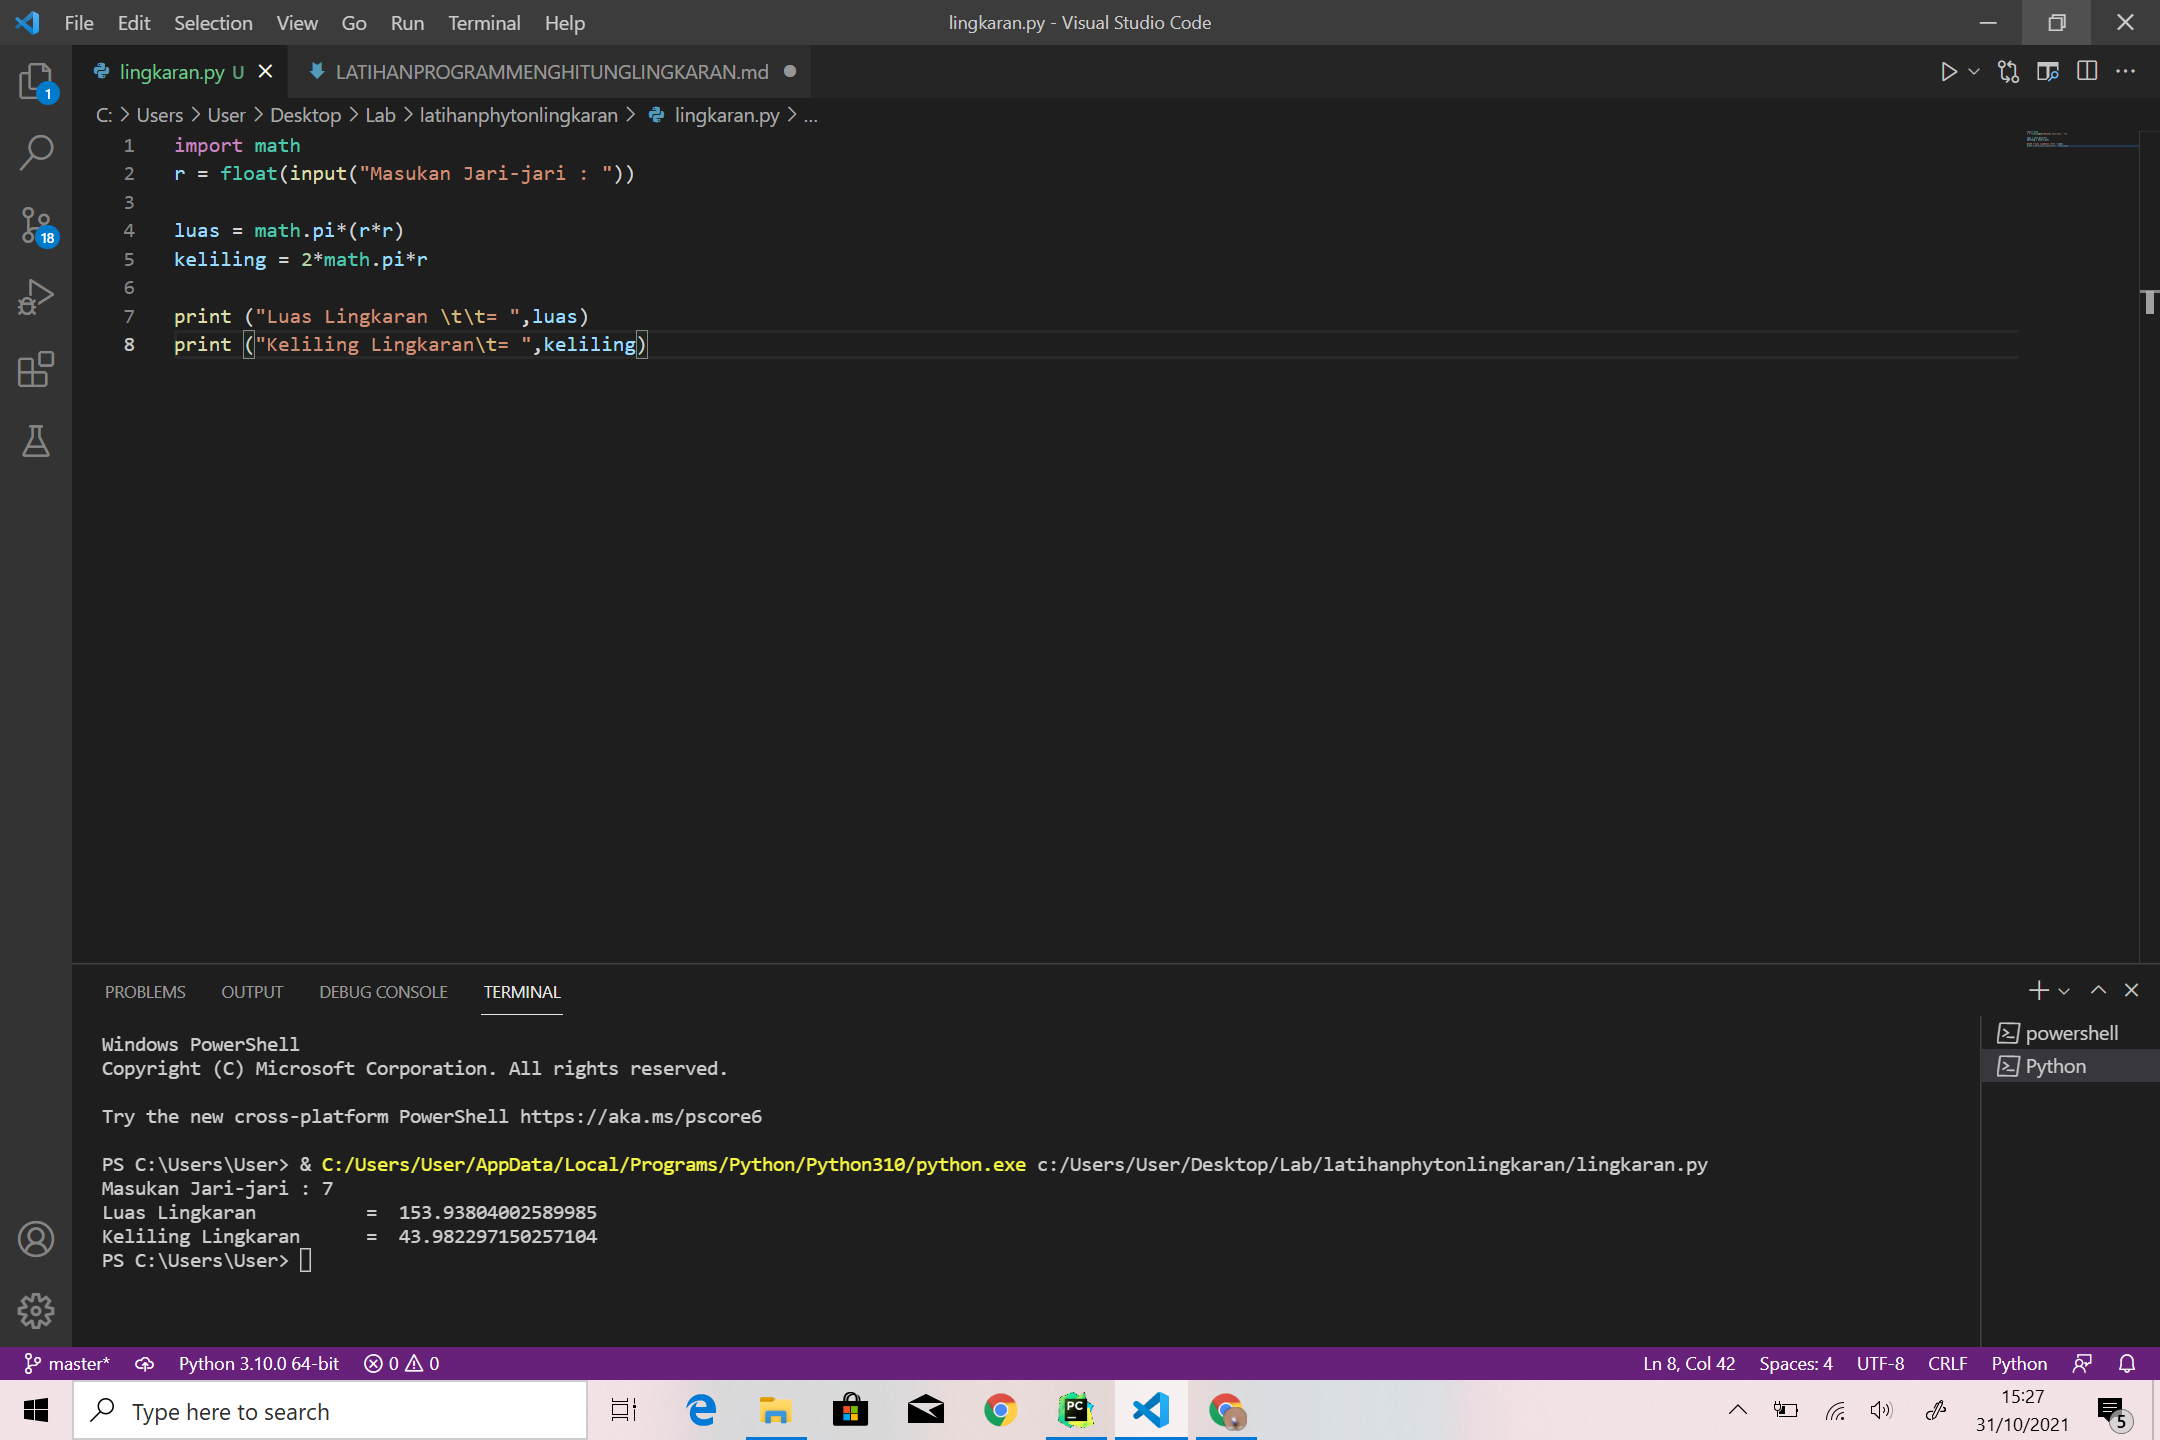 File Edit Selection View Go Run Terminal Help lingkaran.py - Visual Studio Code
lingkaran.py U LATIHANPROGRAMMENGHITUNGLINGKARAN.md
C: > Users > User > Desktop > Lab > latihanphytonlingkaran > lingkaran.py > ...
1 import math
2 r = float(input("Masukan Jari-jari : "))
3
4 luas = math.pi*(r*r)
5 keliling = 2*math.pi*r
6
7 print ("Luas Lingkaran \t\t= ",luas)
8 print ("Keliling Lingkaran\t= ",keliling)
1
18
PROBLEMS OUTPUT DEBUG CONSOLE TERMINAL
Windows PowerShell
Copyright (C) Microsoft Corporation. All rights reserved.
Try the new cross-platform PowerShell https://aka.ms/pscore6
PS C:\Users\User> & C:/Users/User/AppData/Local/Programs/Python/Python310/python.exe c:/Users/User/Desktop/Lab/latihanphytonlingkaran/lingkaran.py
Masukan Jari-jari : 7
Luas Lingkaran = 153.93804002589985
Keliling Lingkaran = 43.982297150257104
PS C:\Users\User>
powershell
Python
master* Python 3.10.0 64-bit 0 0 Ln 8, Col 42 Spaces: 4 UTF-8 CRLF Python
Type here to search
PC
15:27
31/10/2021
5